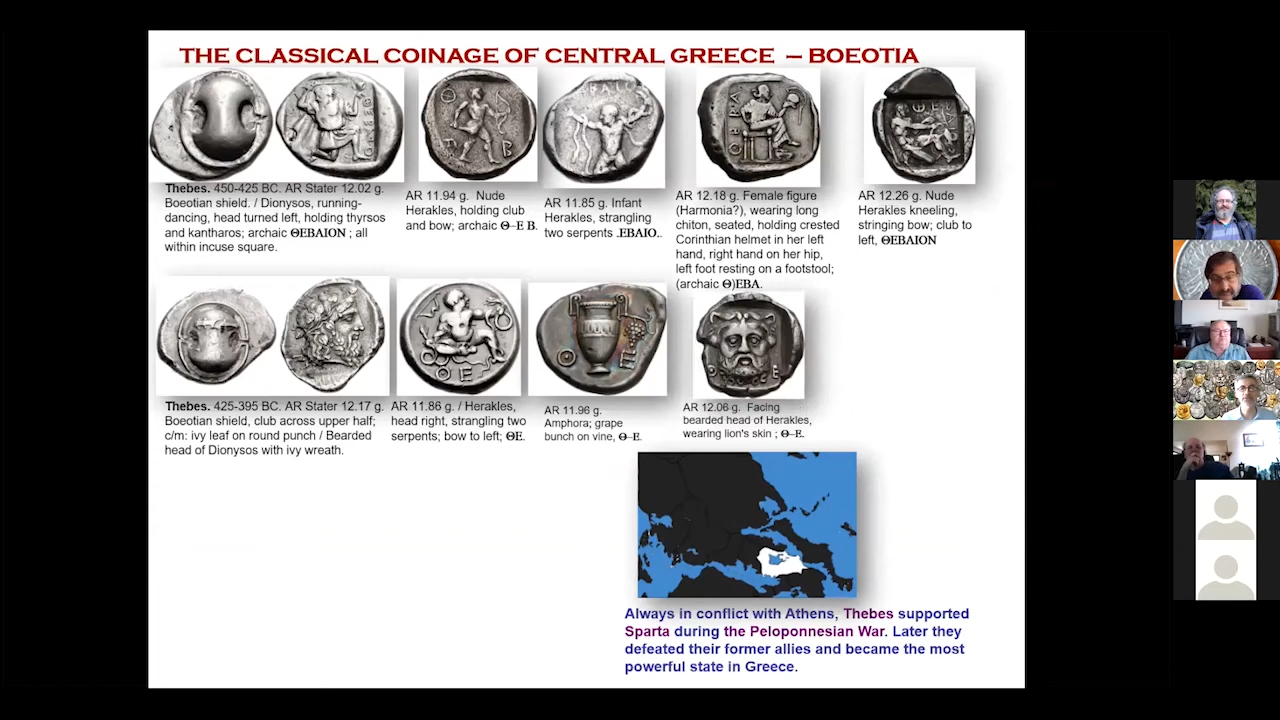 THE CLASSICAL COINAGE OF CENTRAL GREECE – BOEOTIA
Thebes. 450-425 BC. AR Stater 12.02 g.
Boeotian shield. / Dionysos, running-
dancing, head turned left, holding thyrsos
and kantharos; archaic ΘEBAION ; all
within incuse square.
AR 11.94 g. Nude
Herakles, holding club
and bow; archaic Θ–E B.
AR 11.85 g. Infant
Herakles, strangling
two serpents .EBAIO..
AR 12.18 g. Female figure
(Harmonia?), wearing long
chiton, seated, holding crested
Corinthian helmet in her left
hand, right hand on her hip,
left foot resting on a footstool;
(archaic Θ)EBA.
AR 12.26 g. Nude
Herakles kneeling,
stringing bow; club to
left, ΘEBAION
Thebes. 425-395 BC. AR Stater 12.17 g.
Boeotian shield, club across upper half;
c/m: ivy leaf on round punch / Bearded
head of Dionysos with ivy wreath.
AR 11.86 g. / Herakles,
head right, strangling two
serpents; bow to left; ΘE.
AR 11.96 g.
Amphora; grape
bunch on vine, Θ–E.
AR 12.06 g. Facing
bearded head of Herakles,
wearing lion's skin ; Θ–E.
Always in conflict with Athens, Thebes supported
Sparta during the Peloponnesian War. Later they
defeated their former allies and became the most
powerful state in Greece.